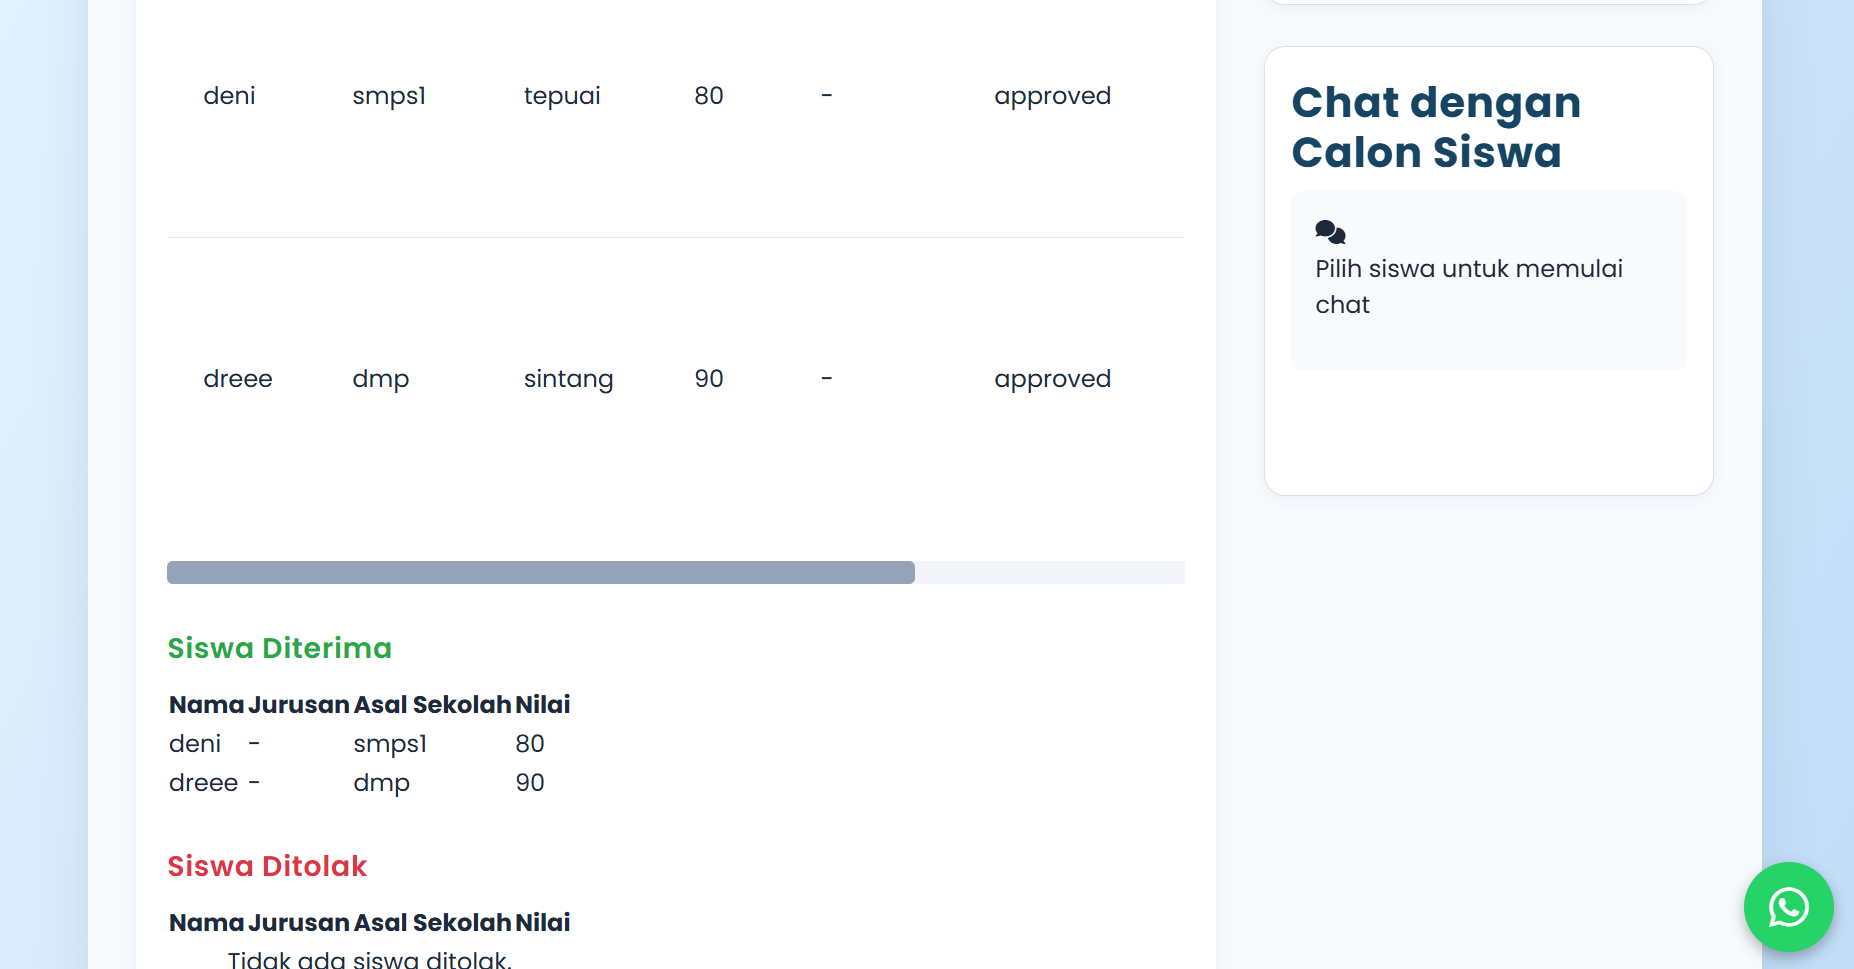 deni smps1 tepuai 80 - approved
dreee dmp sintang 90 - approved
Siswa Diterima
Nama Jurusan Asal Sekolah Nilai
deni - smps1 80
dreee - dmp 90
Siswa Ditolak
Nama Jurusan Asal Sekolah Nilai
Tidak ada siswa ditolak.
Chat dengan
Calon Siswa
Pilih siswa untuk memulai
chat